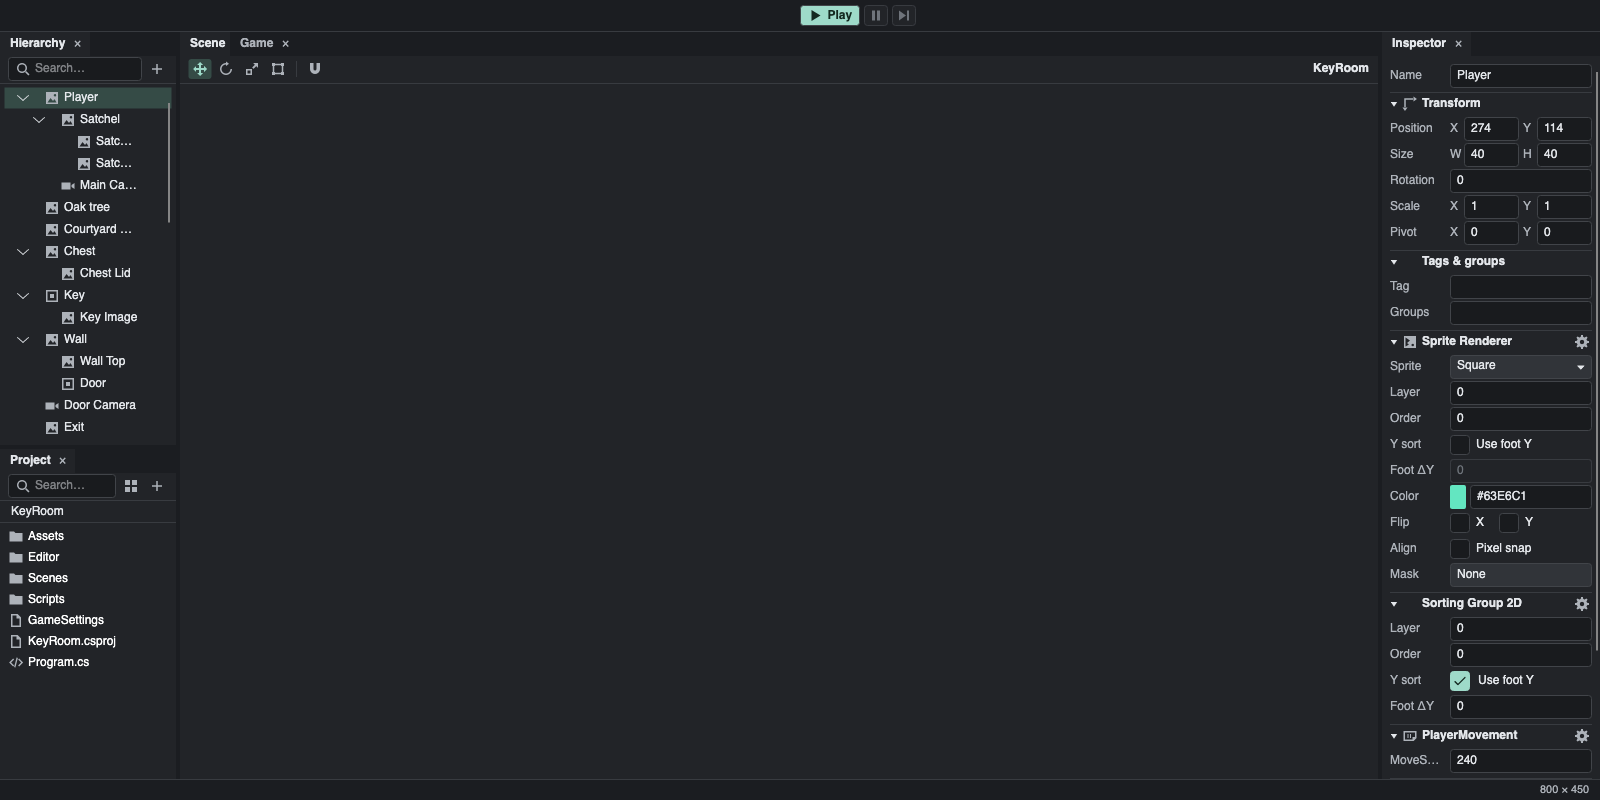 Play
Hierarchy ×
Search...
Player
Satchel
Satc...
Satc...
Main Ca...
Oak tree
Courtyard ...
Chest
Chest Lid
Key
Key Image
Wall
Wall Top
Door
Door Camera
Exit
Project ×
Search...
KeyRoom
Assets
Editor
Scenes
Scripts
GameSettings
KeyRoom.csproj
Program.cs
Scene Game ×
KeyRoom
Inspector ×
Name Player
Transform
Position X 274 Y 114
Size W 40 H 40
Rotation 0
Scale X 1 Y 1
Pivot X 0 Y 0
Tags & groups
Tag
Groups
Sprite Renderer
Sprite Square
Layer 0
Order 0
Y sort Use foot Y
Foot ΔY 0
Color #63E6C1
Flip X Y
Align Pixel snap
Mask None
Sorting Group 2D
Layer 0
Order 0
Y sort Use foot Y
Foot ΔY 0
PlayerMovement
MoveS... 240
800 × 450